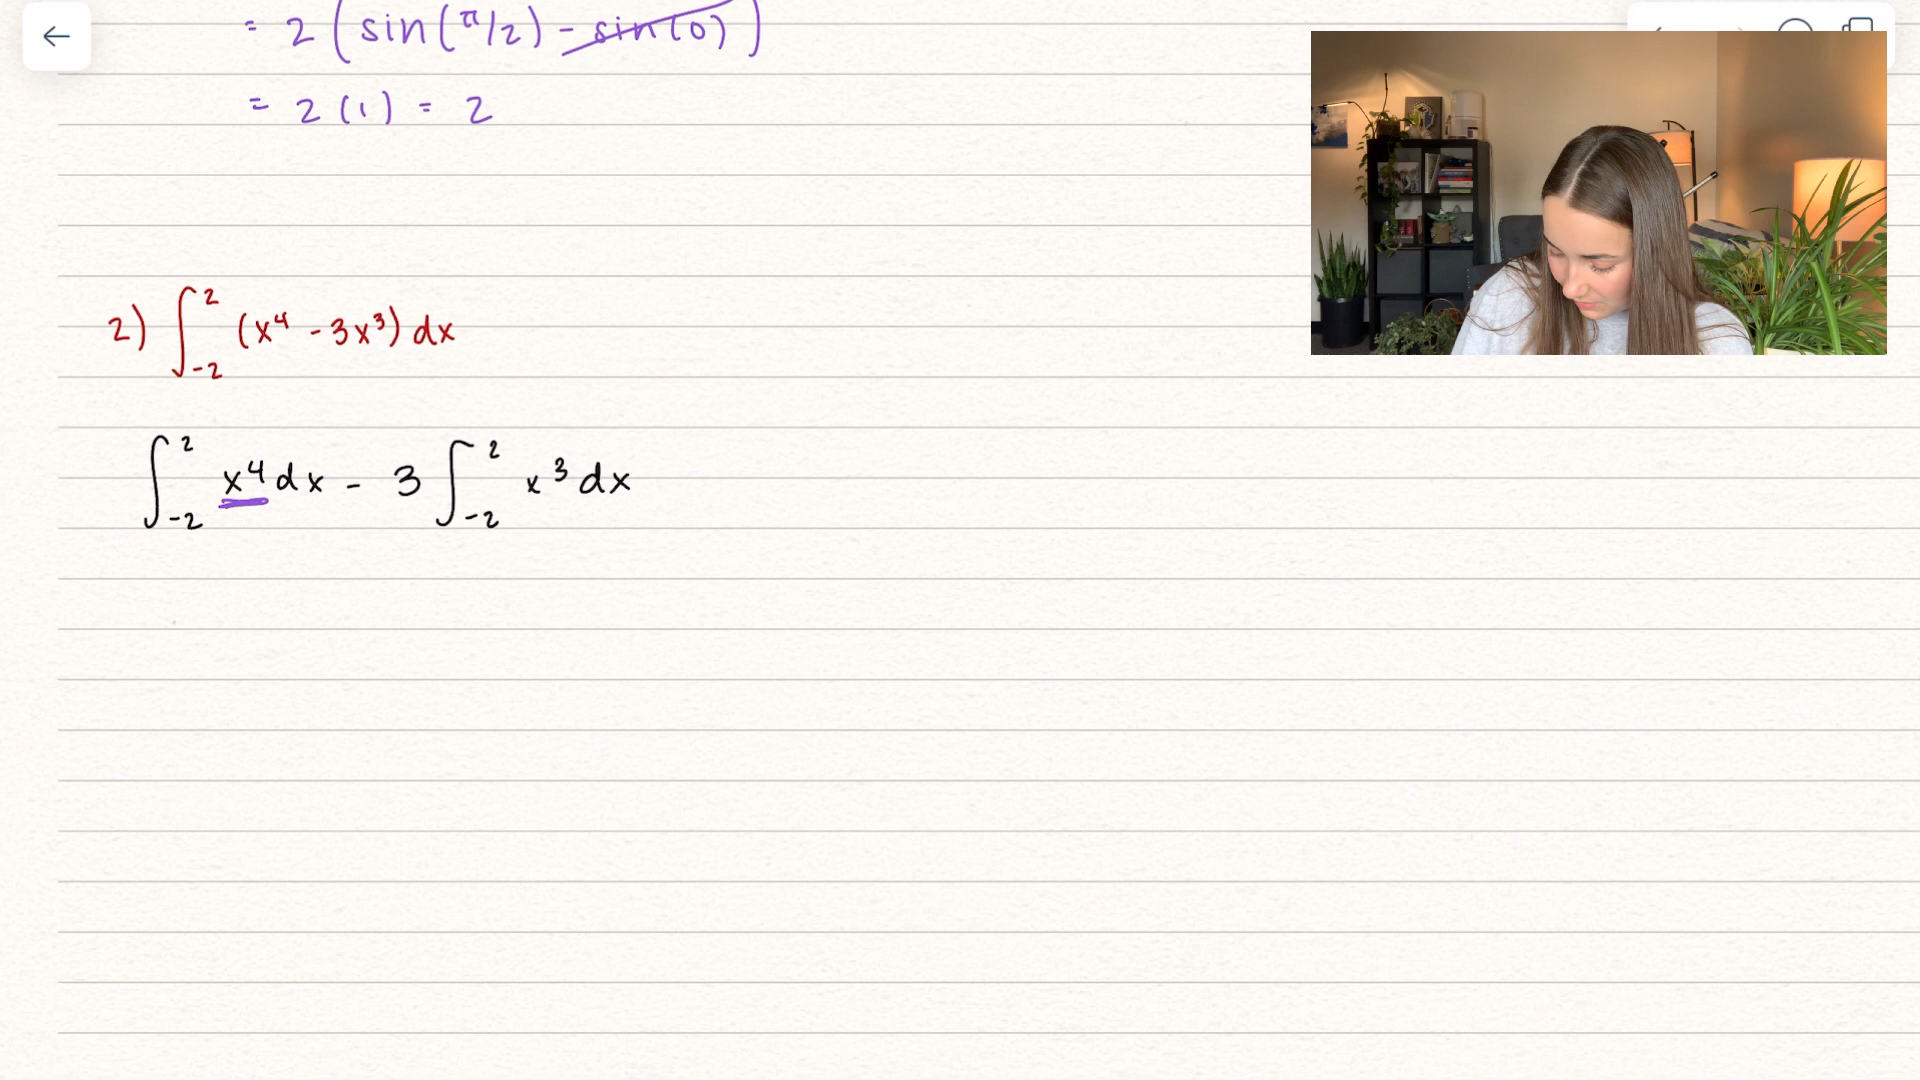 = 2 (sin(π/2) - sin(0))
= 2 (1) = 2
2) ∫₋₂² (x⁴ - 3x³) dx
∫₋₂² x⁴ dx - 3 ∫₋₂² x³ dx